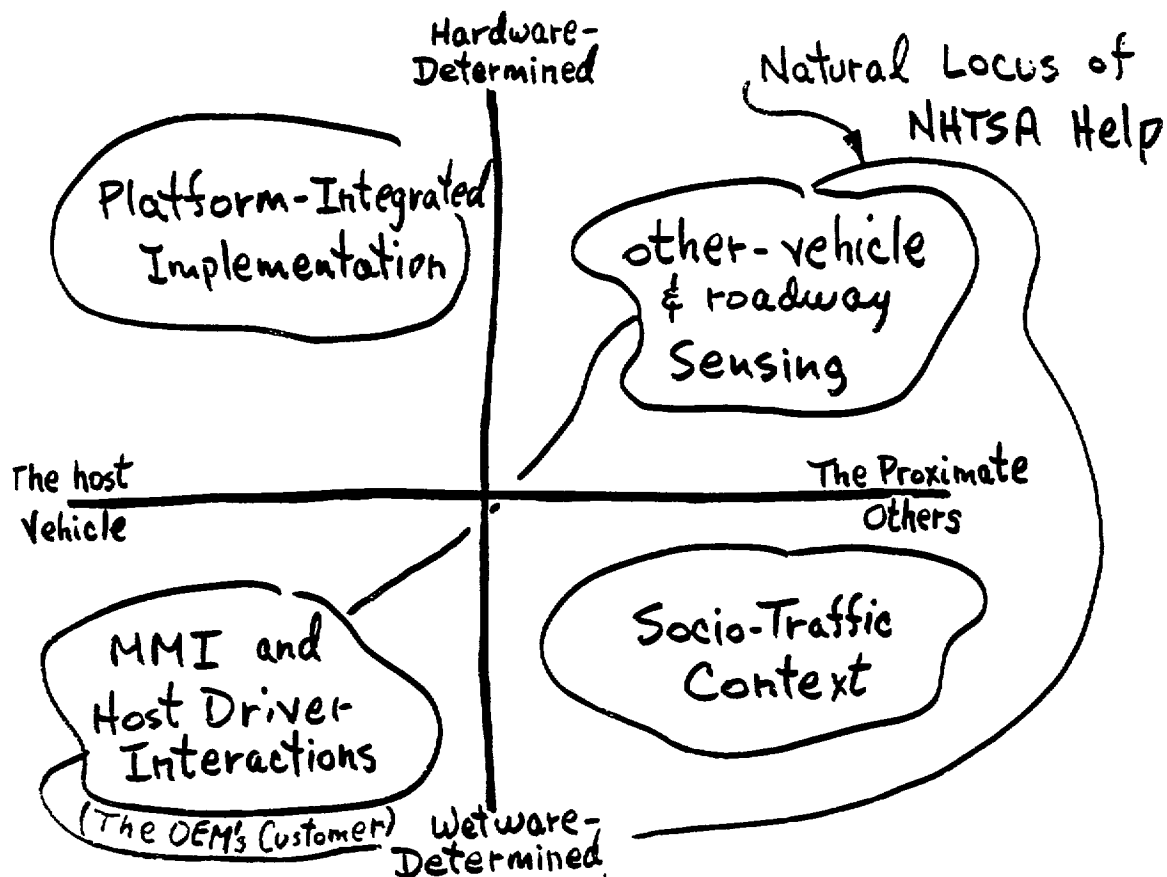 Hardware-
Determined
Natural Locus of
NHTSA Help
Platform-Integrated
Implementation
other-vehicle
& roadway
Sensing
The host
Vehicle
The Proximate
Others
MMI and
Host Driver
Interactions
(The OEM's Customer)
Socio-Traffic
Context
Wetware-
Determined